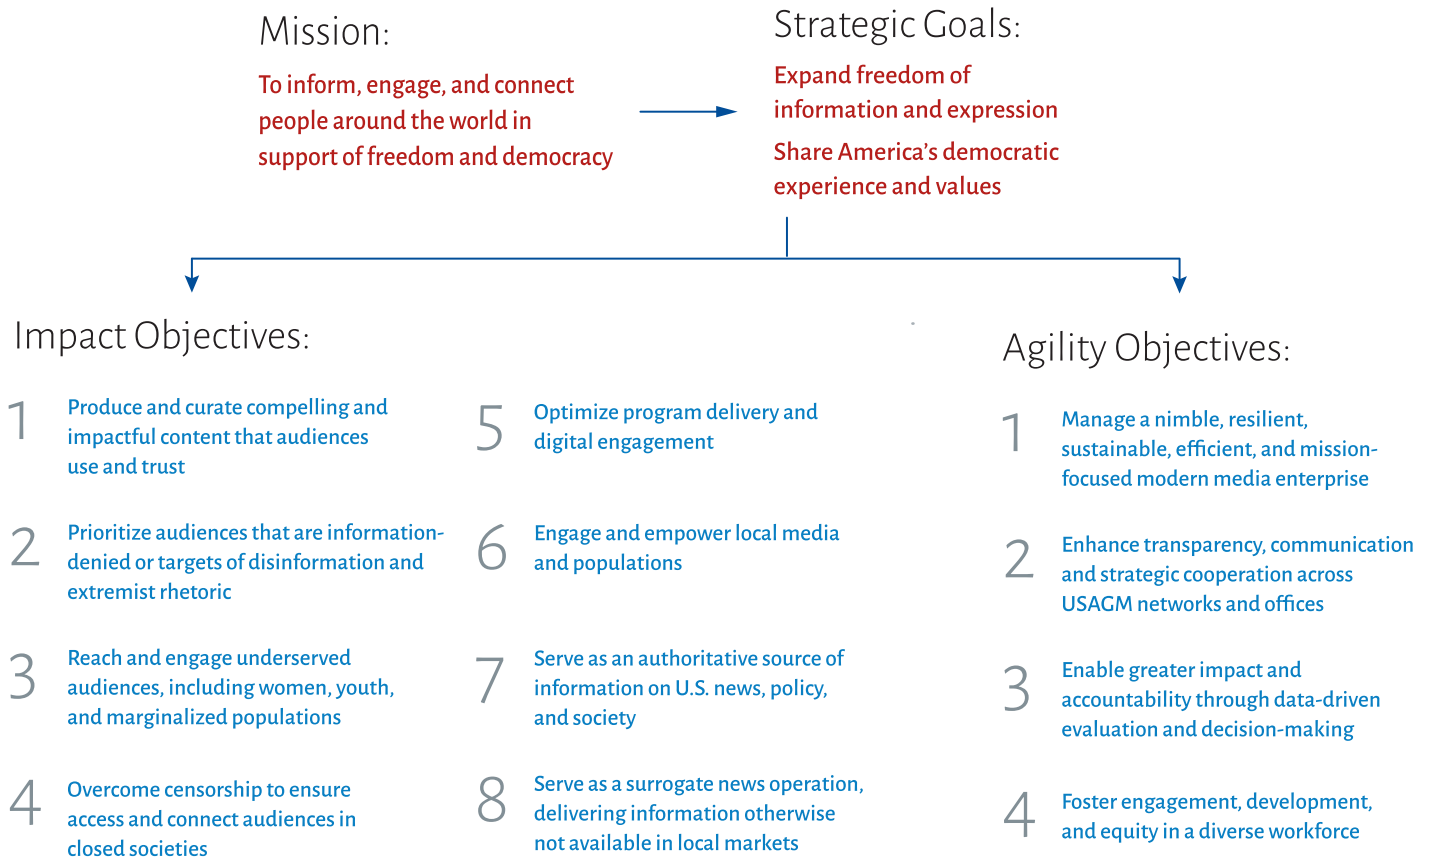 Mission:
To inform, engage, and connect
people around the world in
support of freedom and democracy
Strategic Goals:
Expand freedom of
information and expression
Share America's democratic
experience and values
Impact Objectives:
1
Produce and curate compelling and
impactful content that audiences
use and trust
2
Prioritize audiences that are information-
denied or targets of disinformation and
extremist rhetoric
3
Reach and engage underserved
audiences, including women, youth,
and marginalized populations
4
Overcome censorship to ensure
access and connect audiences in
closed societies
5
Optimize program delivery and
digital engagement
6
Engage and empower local media
and populations
7
Serve as an authoritative source of
information on U.S. news, policy,
and society
8
Serve as a surrogate news operation,
delivering information otherwise
not available in local markets
Agility Objectives:
1
Manage a nimble, resilient,
sustainable, efficient, and mission-
focused modern media enterprise
2
Enhance transparency, communication
and strategic cooperation across
USAGM networks and offices
3
Enable greater impact and
accountability through data-driven
evaluation and decision-making
4
Foster engagement, development,
and equity in a diverse workforce